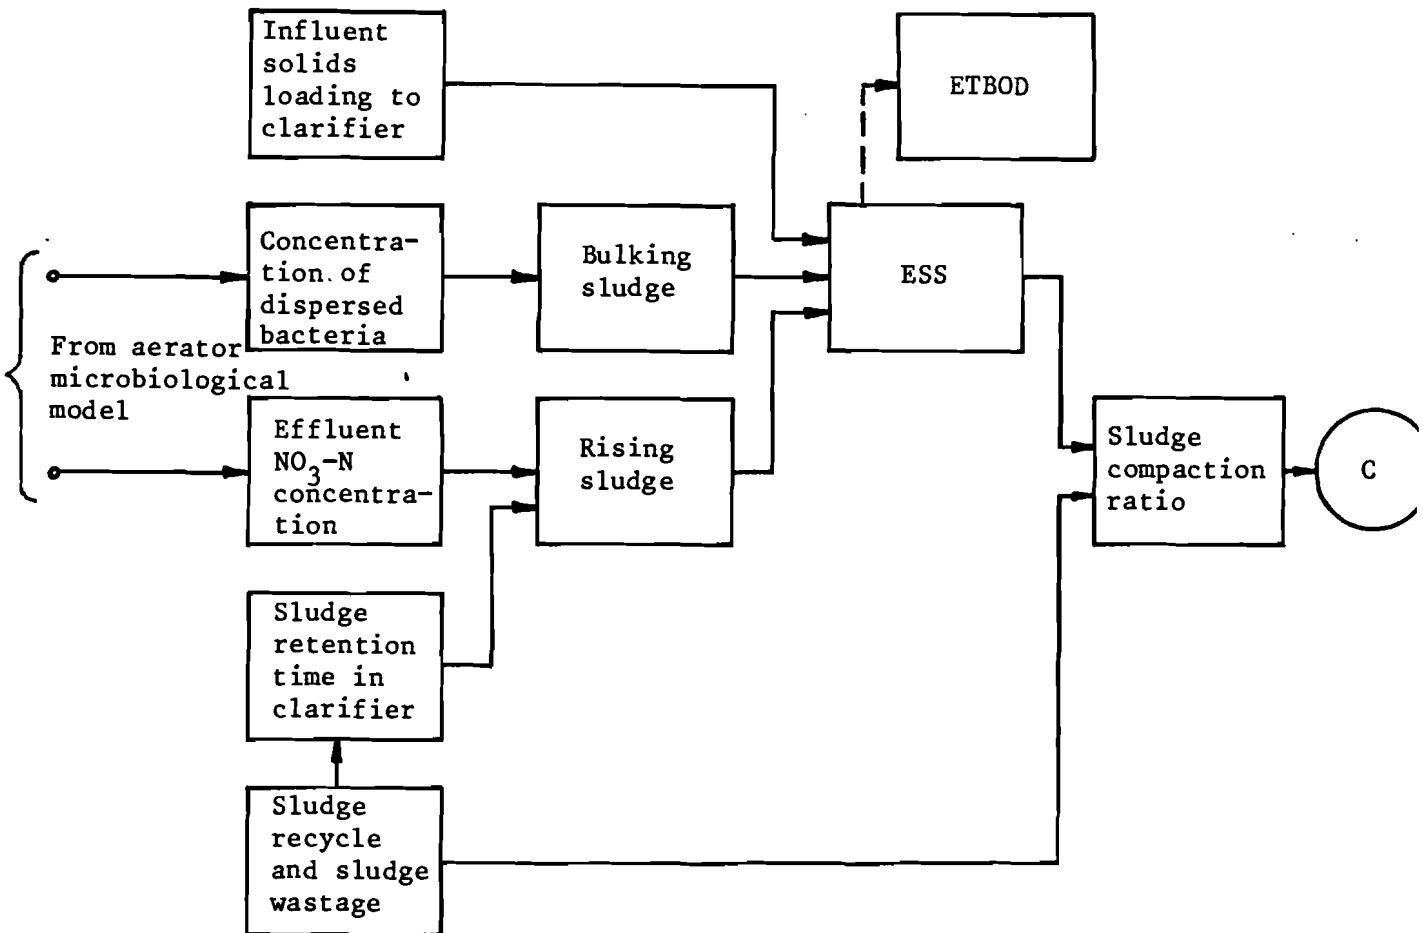 Influent
solids
loading to
clarifier
ETBOD
Concentra-
tion of
dispersed
bacteria
Bulking
sludge
ESS
From aerator
microbiological
model
Effluent
NO3-N
concentra-
tion
Rising
sludge
Sludge
compaction
ratio
C
Sludge
retention
time in
clarifier
Sludge
recycle
and sludge
wastage